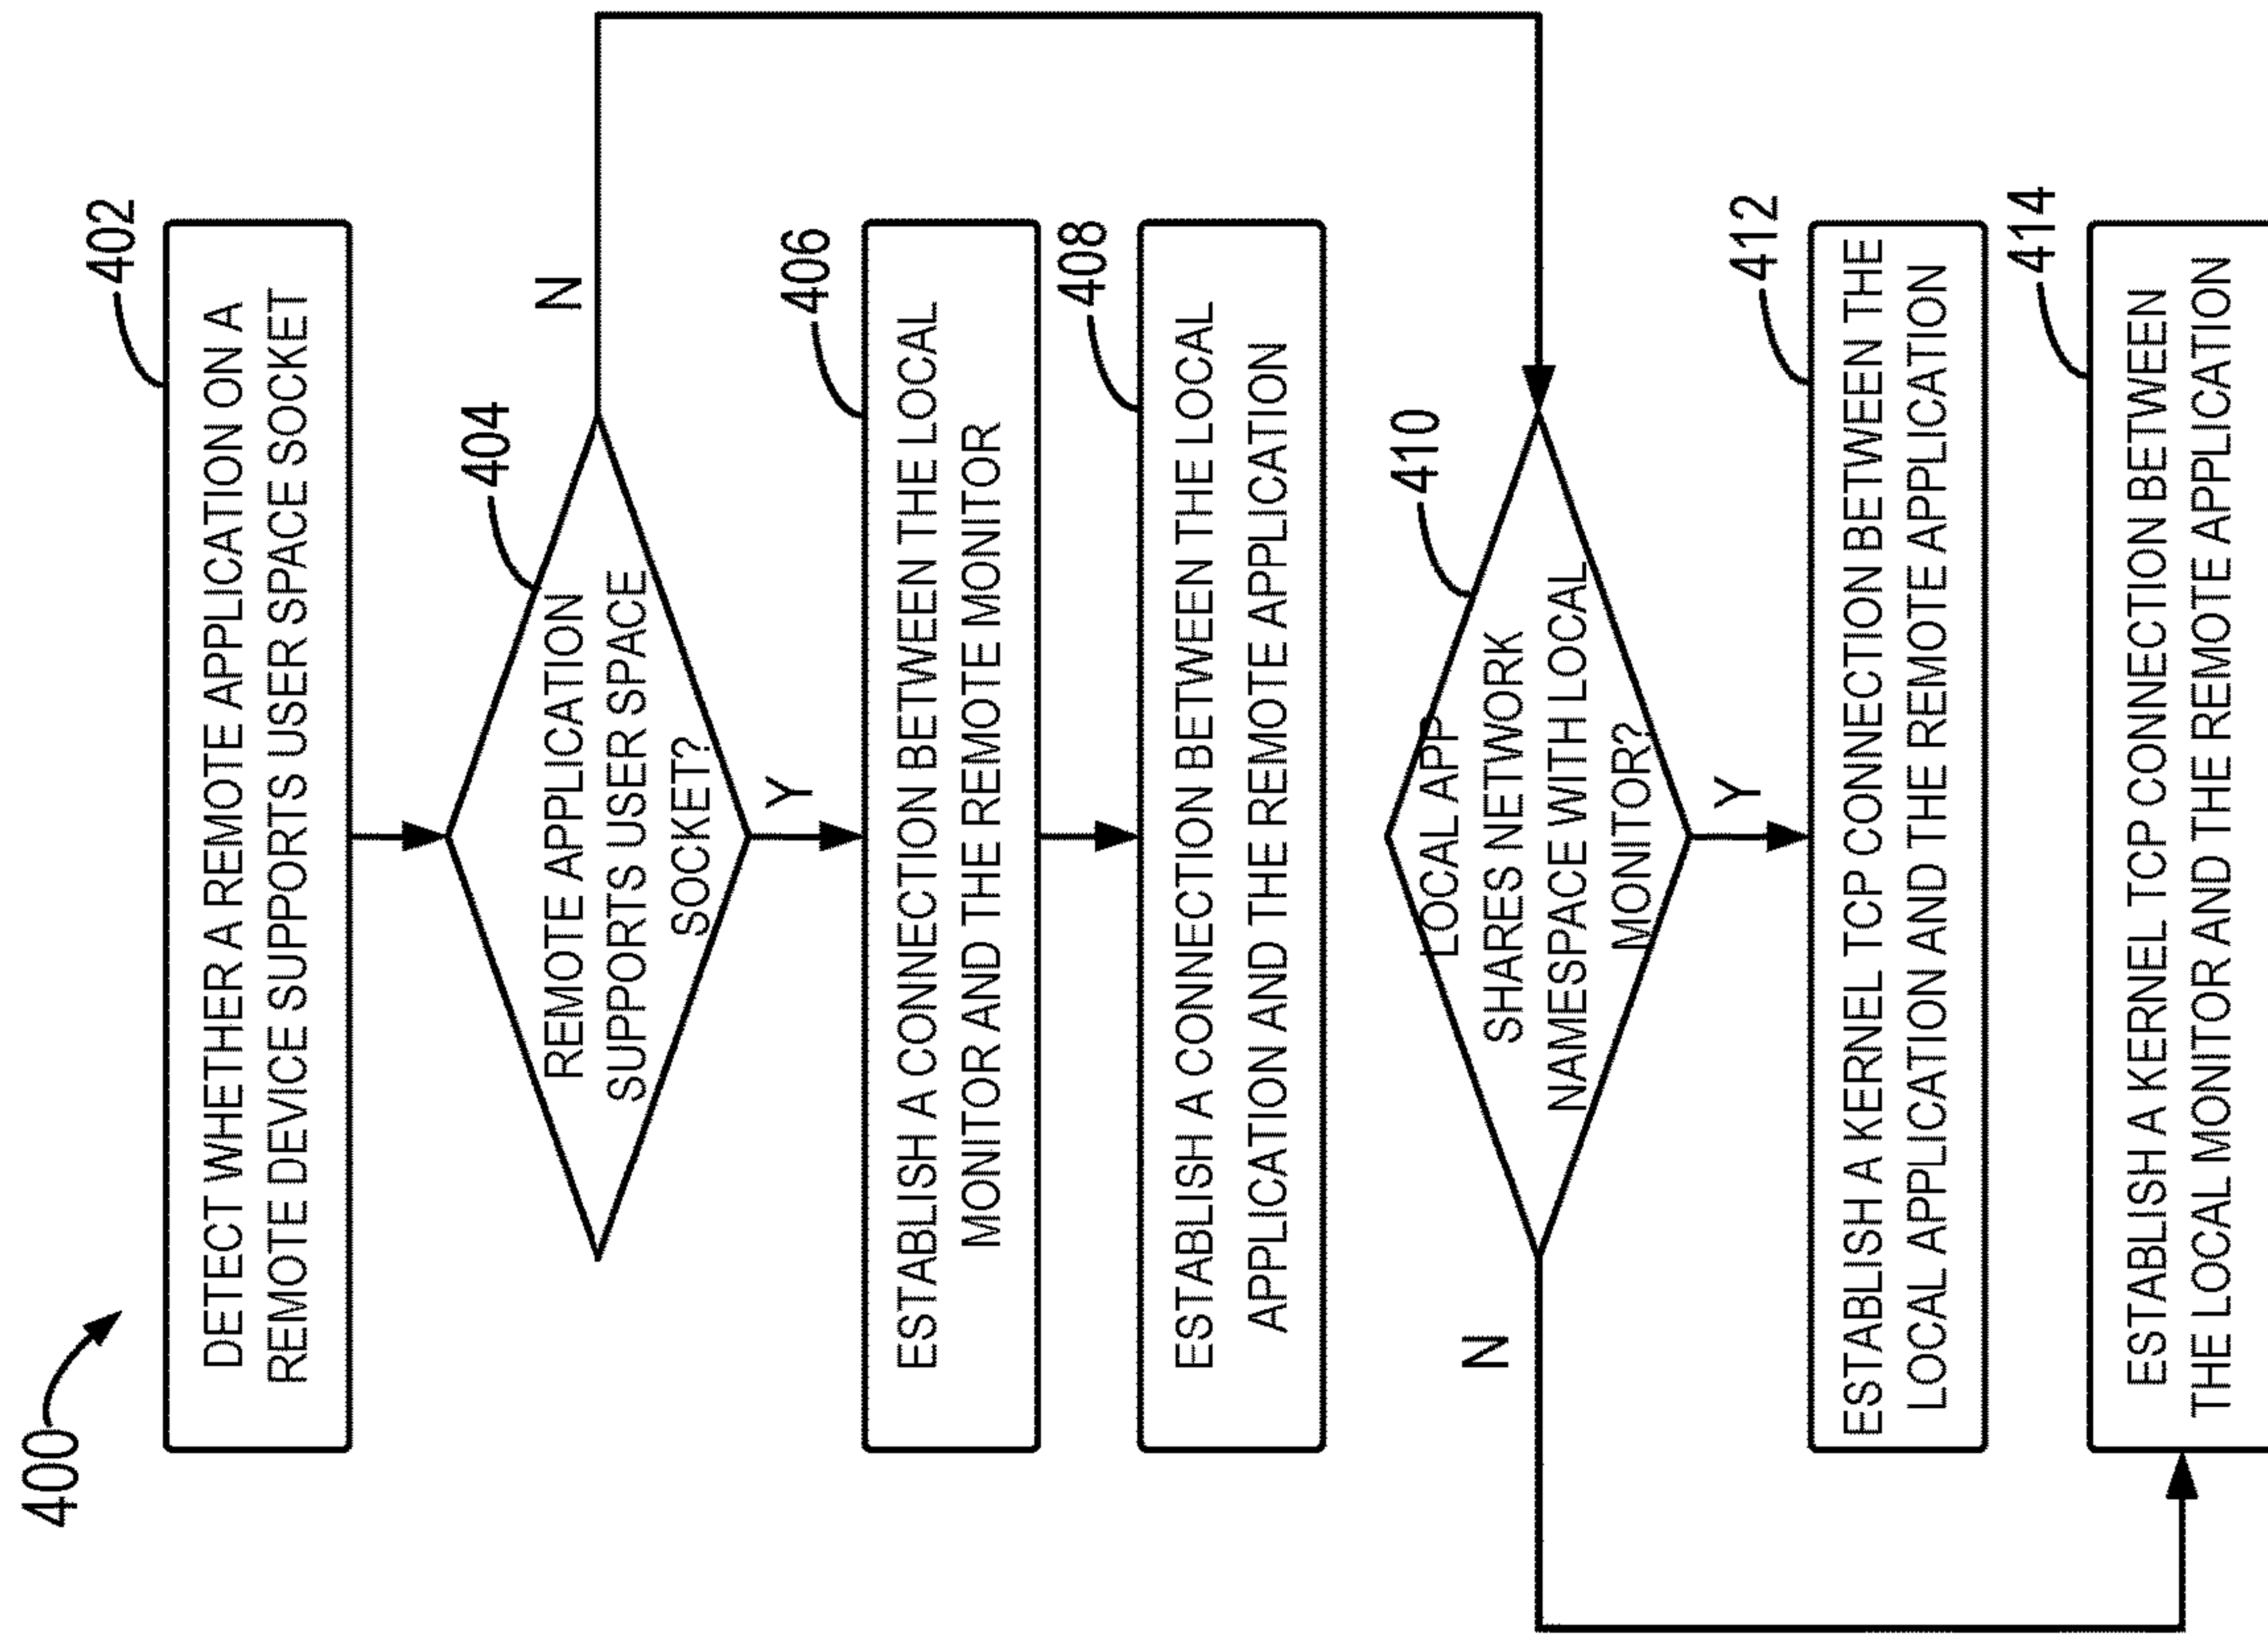 400
402
DETECT WHETHER A REMOTE APPLICATION ON A
REMOTE DEVICE SUPPORTS USER SPACE SOCKET
404
REMOTE APPLICATION
SUPPORTS USER SPACE
SOCKET?
N
Y
406
ESTABLISH A CONNECTION BETWEEN THE LOCAL
MONITOR AND THE REMOTE MONITOR
408
ESTABLISH A CONNECTION BETWEEN THE LOCAL
APPLICATION AND THE REMOTE APPLICATION
410
LOCAL APP
SHARES NETWORK
NAMESPACE WITH LOCAL
MONITOR?
N
Y
412
ESTABLISH A KERNEL TCP CONNECTION BETWEEN THE
LOCAL APPLICATION AND THE REMOTE APPLICATION
414
ESTABLISH A KERNEL TCP CONNECTION BETWEEN
THE LOCAL MONITOR AND THE REMOTE APPLICATION